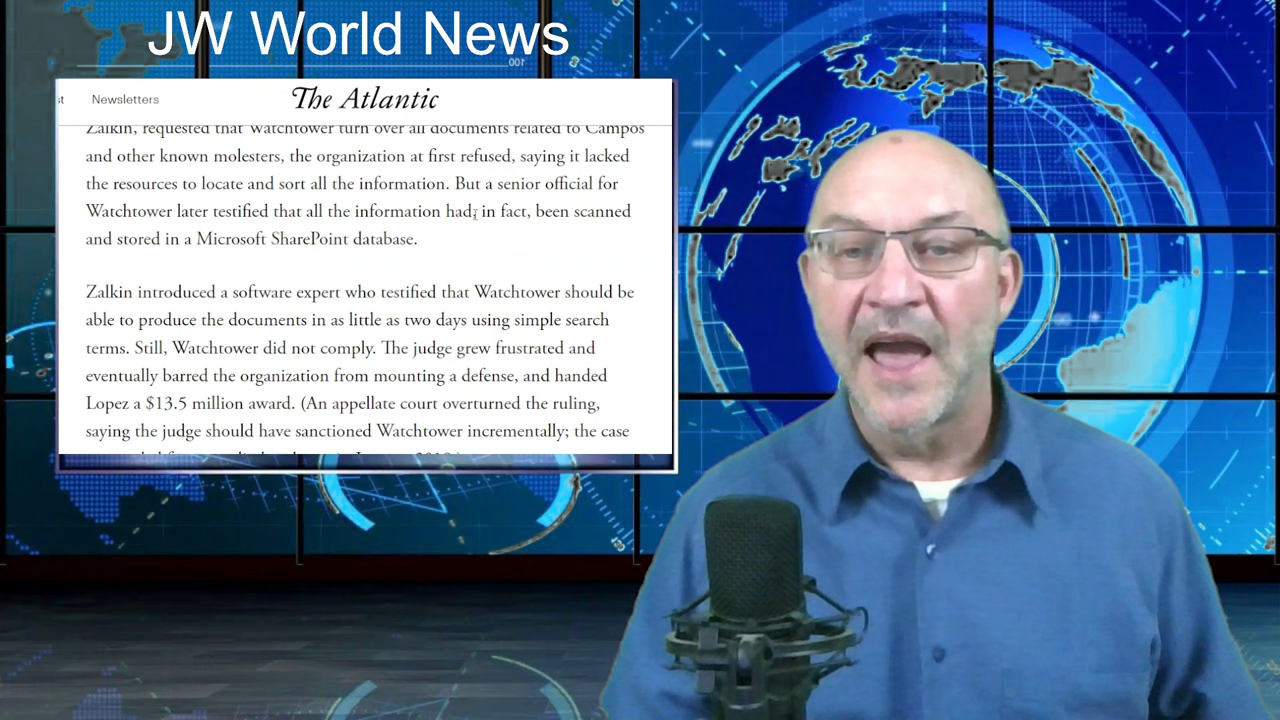 JW World News
001
st Newsletters The Atlantic
Zalkin, requested that Watchtower turn over all documents related to Campos
and other known molesters, the organization at first refused, saying it lacked
the resources to locate and sort all the information. But a senior official for
Watchtower later testified that all the information had, in fact, been scanned
and stored in a Microsoft SharePoint database.
Zalkin introduced a software expert who testified that Watchtower should be
able to produce the documents in as little as two days using simple search
terms. Still, Watchtower did not comply. The judge grew frustrated and
eventually barred the organization from mounting a defense, and handed
Lopez a $13.5 million award. (An appellate court overturned the ruling,
saying the judge should have sanctioned Watchtower incrementally; the case